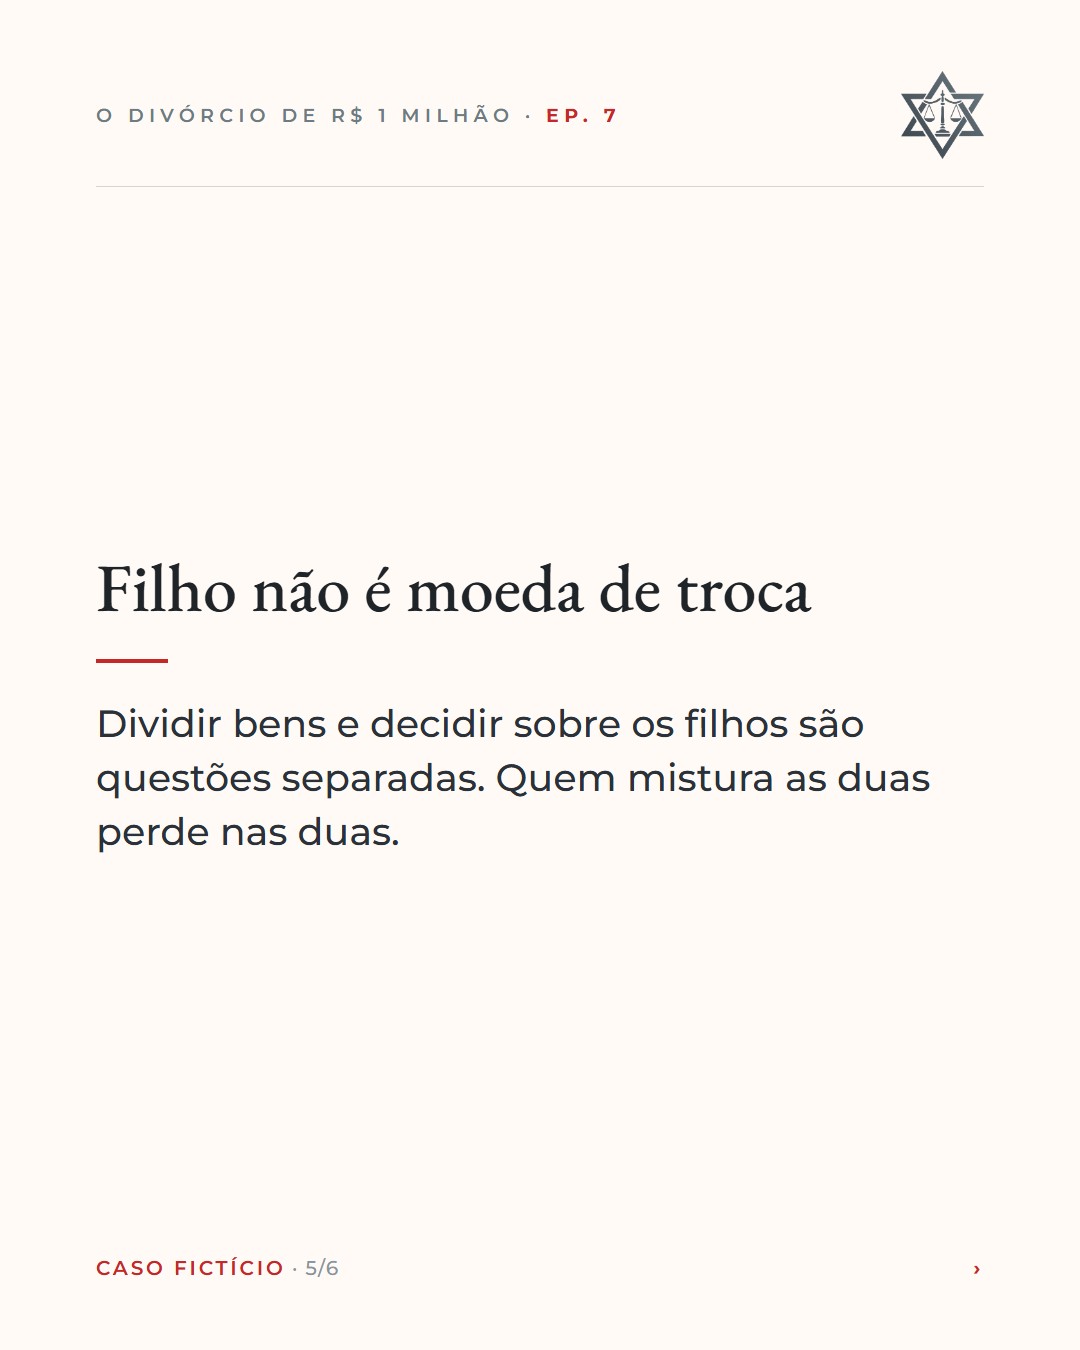 O DIVÓRCIO DE R$ 1 MILHÃO · EP. 7
Filho não é moeda de troca
Dividir bens e decidir sobre os filhos são
questões separadas. Quem mistura as duas
perde nas duas.
CASO FICTÍCIO · 5/6 ›